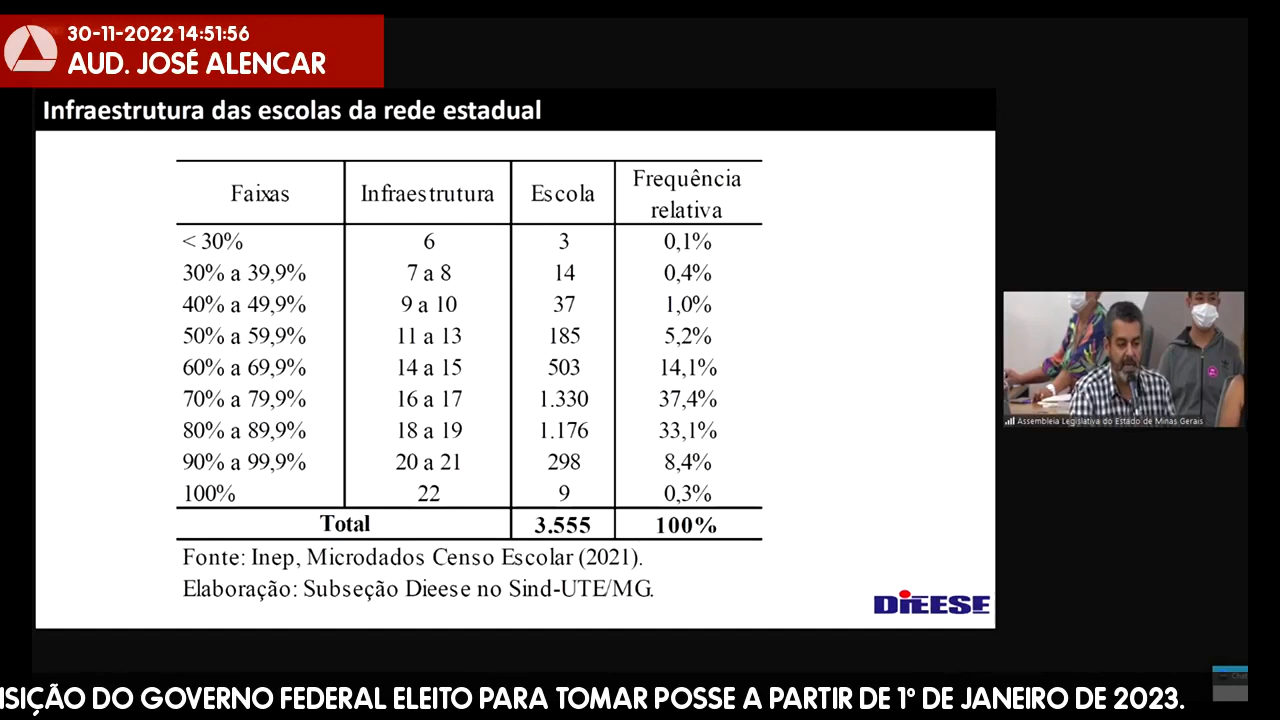 30-11-2022 14:51:56
AUD. JOSÉ ALENCAR
Infraestrutura das escolas da rede estadual
Faixas Infraestrutura Escola Frequência relativa
< 30% 6 3 0,1%
30% a 39,9% 7 a 8 14 0,4%
40% a 49,9% 9 a 10 37 1,0%
50% a 59,9% 11 a 13 185 5,2%
60% a 69,9% 14 a 15 503 14,1%
70% a 79,9% 16 a 17 1.330 37,4%
80% a 89,9% 18 a 19 1.176 33,1%
90% a 99,9% 20 a 21 298 8,4%
100% 22 9 0,3%
Total 3.555 100%
Fonte: Inep, Microdados Censo Escolar (2021).
Elaboração: Subseção Dieese no Sind-UTE/MG.
DIEESE
Assembleia Legislativa do Estado de Minas Gerais
Chat
ISIÇÃO DO GOVERNO FEDERAL ELEITO PARA TOMAR POSSE A PARTIR DE 1º DE JANEIRO DE 2023.